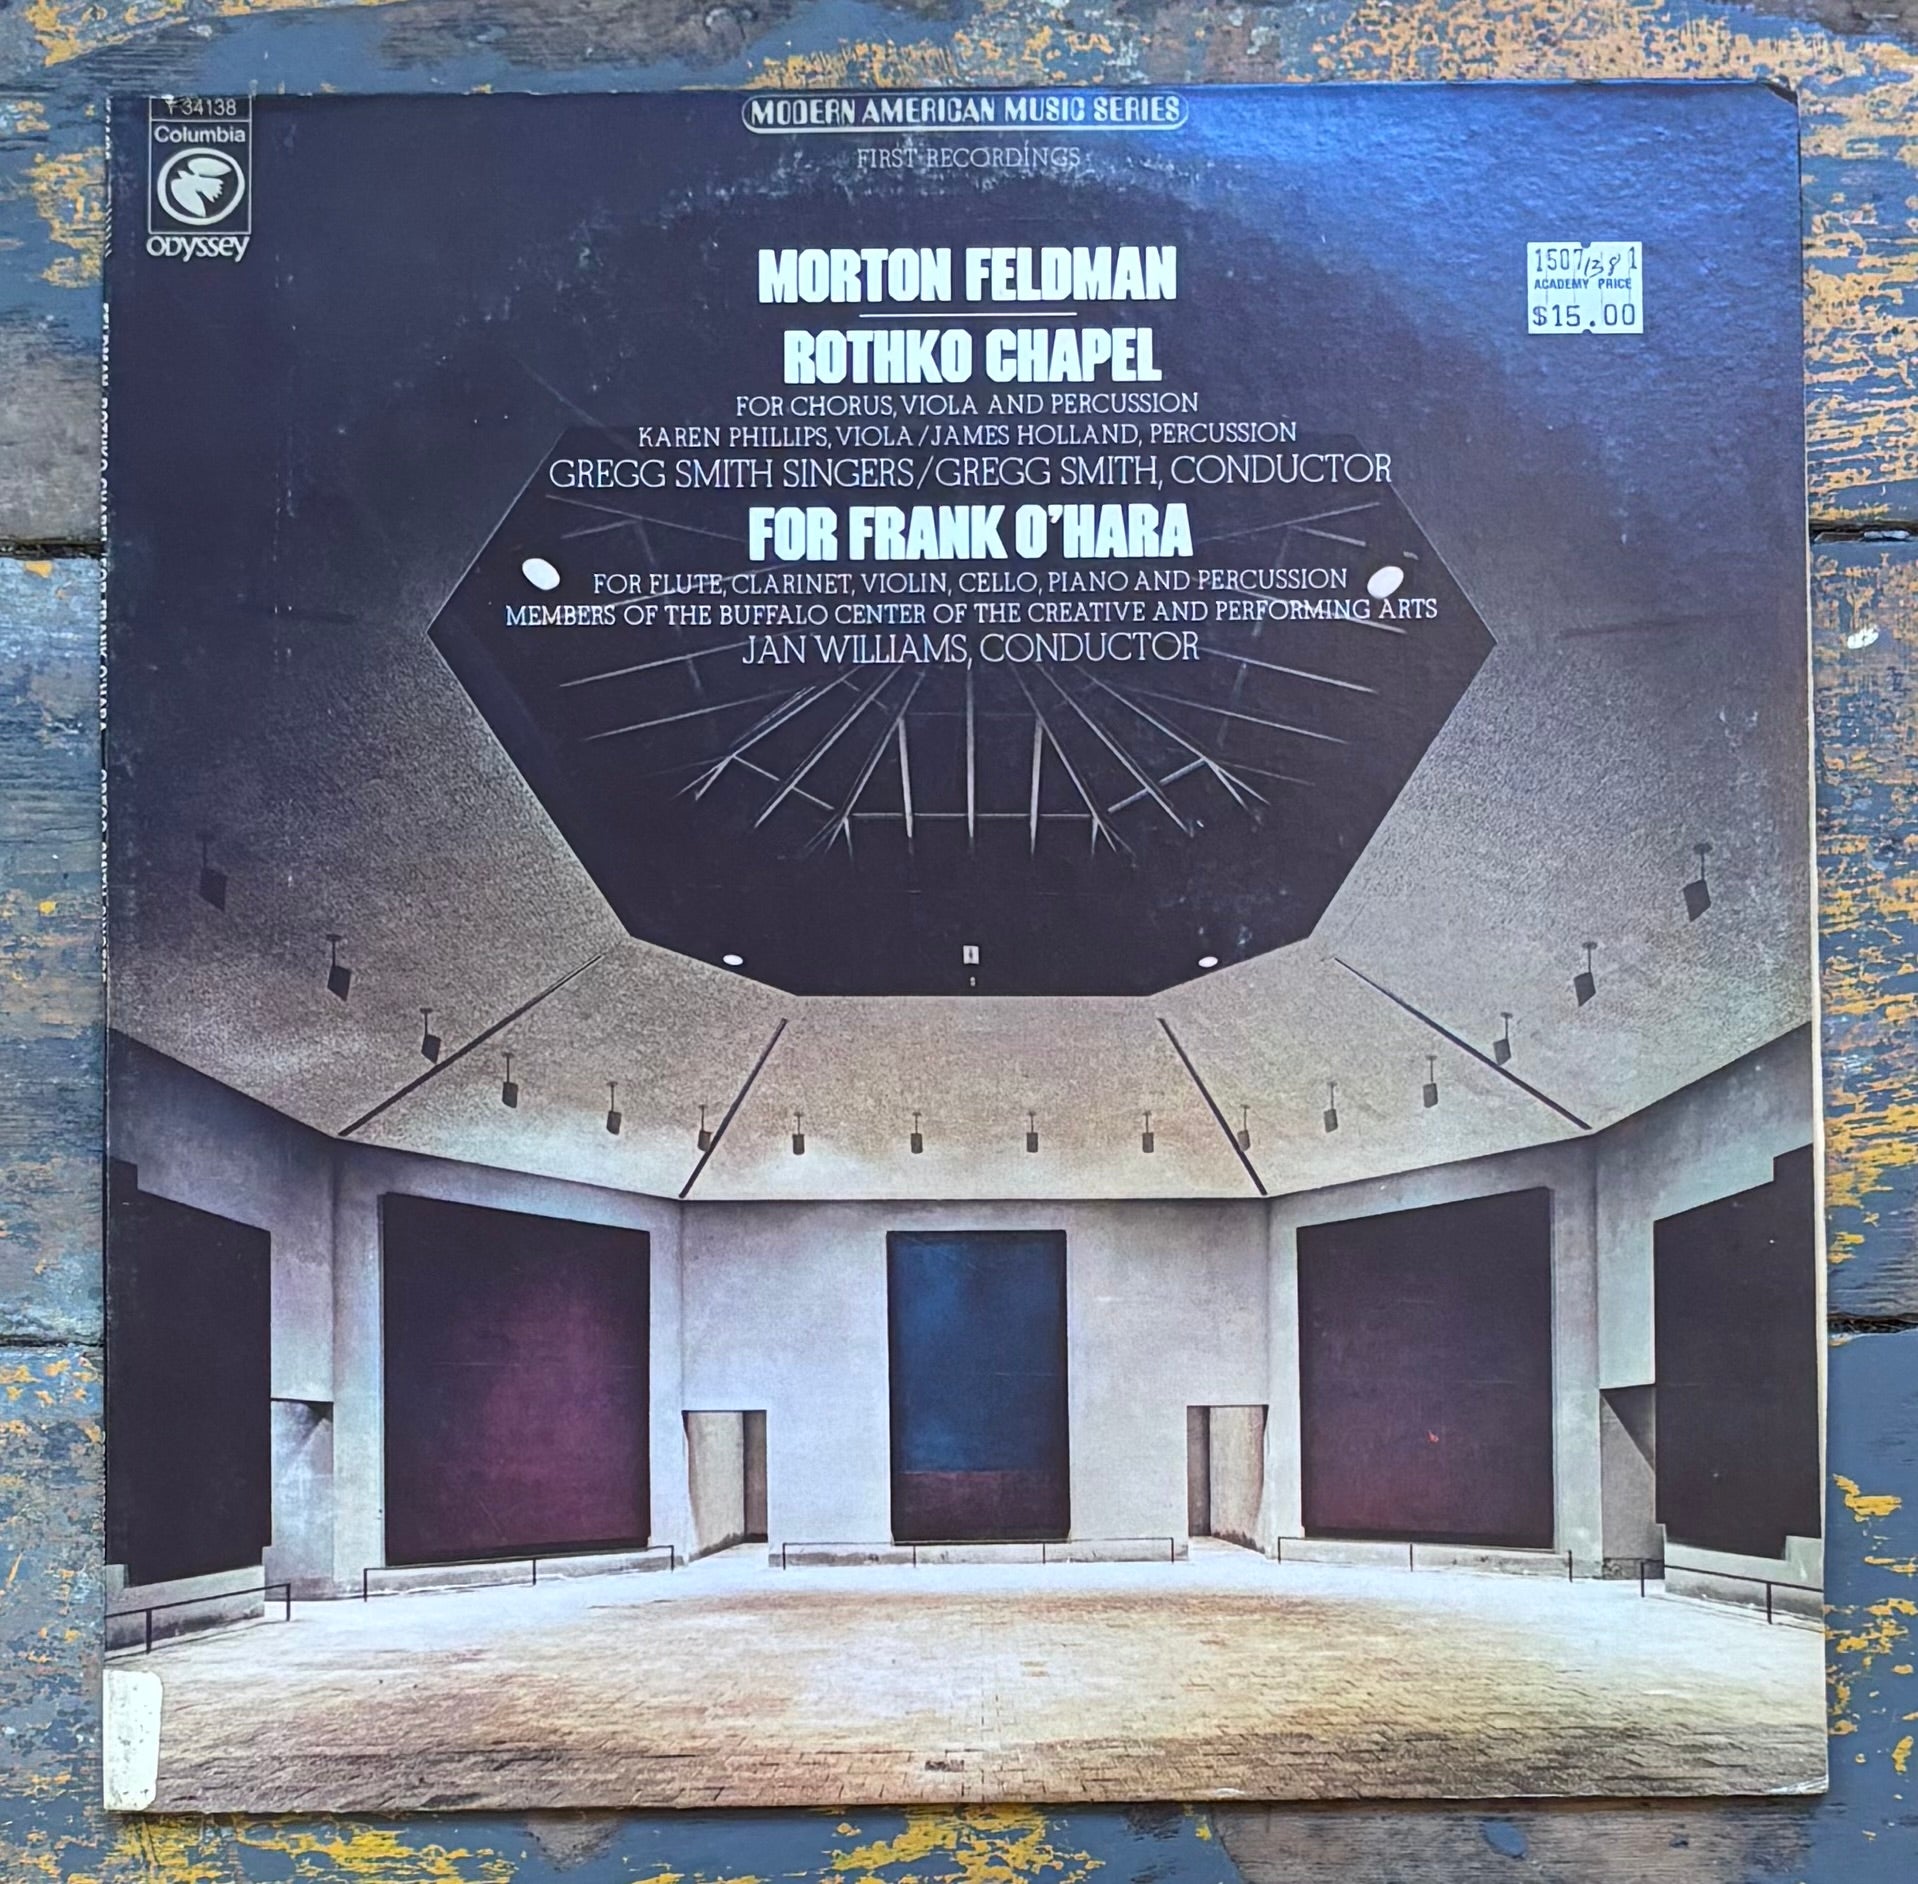 Y 34138
Columbia
ODYSSEY
MODERN AMERICAN MUSIC SERIES
FIRST RECORDINGS
MORTON FELDMAN
ROTHKO CHAPEL
FOR CHORUS, VIOLA AND PERCUSSION
KAREN PHILLIPS, VIOLA/JAMES HOLLAND, PERCUSSION
GREGG SMITH SINGERS/GREGG SMITH, CONDUCTOR
FOR FRANK O'HARA
FOR FLUTE, CLARINET, VIOLIN, CELLO, PIANO AND PERCUSSION
MEMBERS OF THE BUFFALO CENTER OF THE CREATIVE AND PERFORMING ARTS
JAN WILLIAMS, CONDUCTOR
ACADEMY PRICE
$15.00